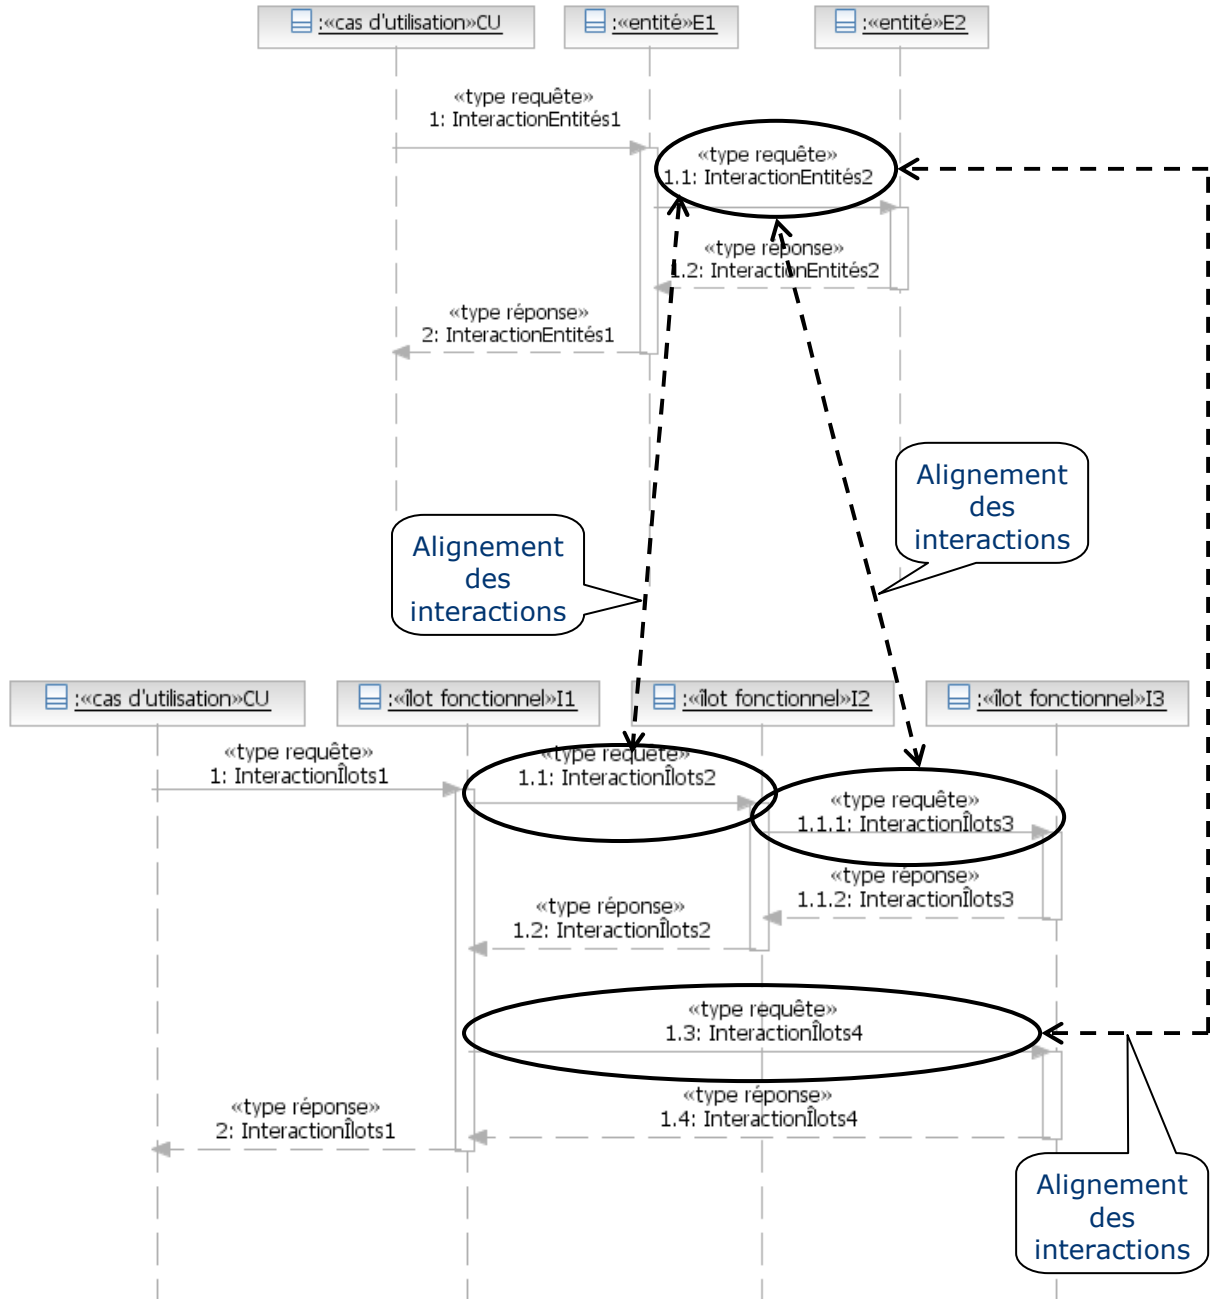 :«cas d'utilisation»CU
:«entité»E1
:«entité»E2
«type requête»
1: InteractionEntités1
«type requête»
1.1: InteractionEntités2
«type réponse»
1.2: InteractionEntités2
«type réponse»
2: InteractionEntités1
Alignement
des
interactions
Alignement
des
interactions
:«cas d'utilisation»CU
:«îlot fonctionnel»I1
:«îlot fonctionnel»I2
:«îlot fonctionnel»I3
«type requête»
1: InteractionÎlots1
«type requête»
1.1: InteractionÎlots2
«type requête»
1.1.1: InteractionÎlots3
«type réponse»
1.1.2: InteractionÎlots3
«type réponse»
1.2: InteractionÎlots2
«type requête»
1.3: InteractionÎlots4
«type réponse»
1.4: InteractionÎlots4
«type réponse»
2: InteractionÎlots1
Alignement
des
interactions